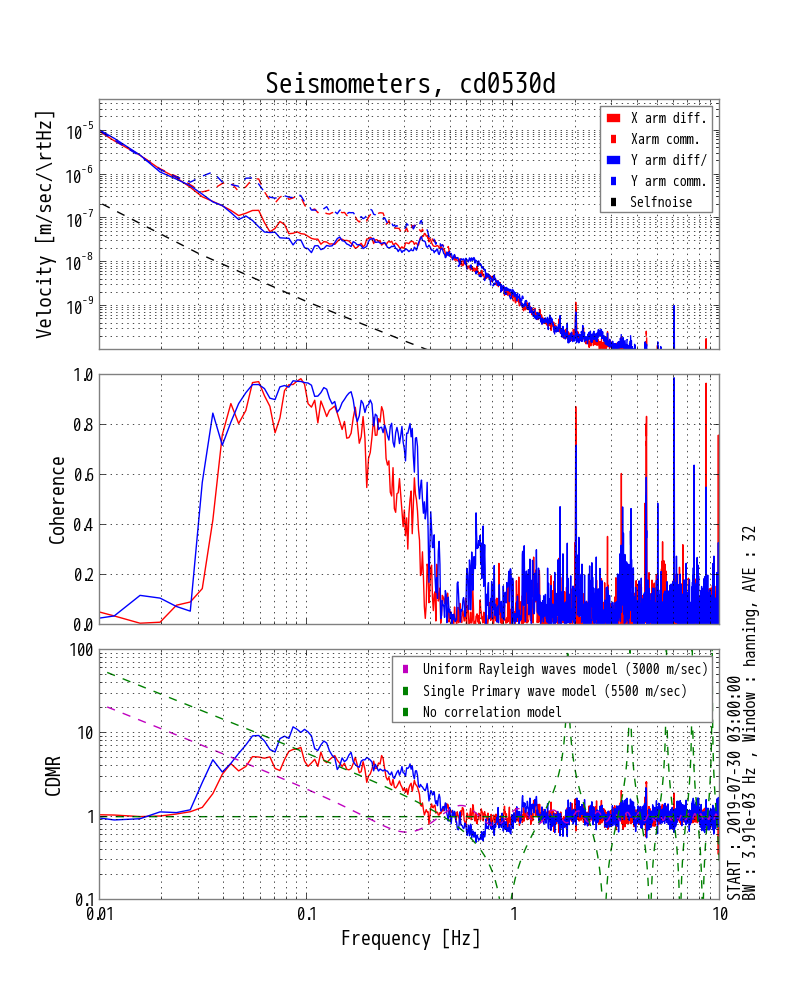 Seismometers, cd0530d
Velocity [m/sec/\rtHz]
10^-5
10^-6
10^-7
10^-8
10^-9
X arm diff.
Xarm comm.
Y arm diff/
Y arm comm.
Selfnoise
Coherence
1.0
0.8
0.6
0.4
0.2
0.0
CDMR
100
10
1
0.1
Uniform Rayleigh waves model (3000 m/sec)
Single Primary wave model (5500 m/sec)
No correlation model
0.01
0.1
1
10
Frequency [Hz]
START : 2019-07-30 03:00:00
BW : 3.91e-03 Hz , Window : hanning, AVE : 32